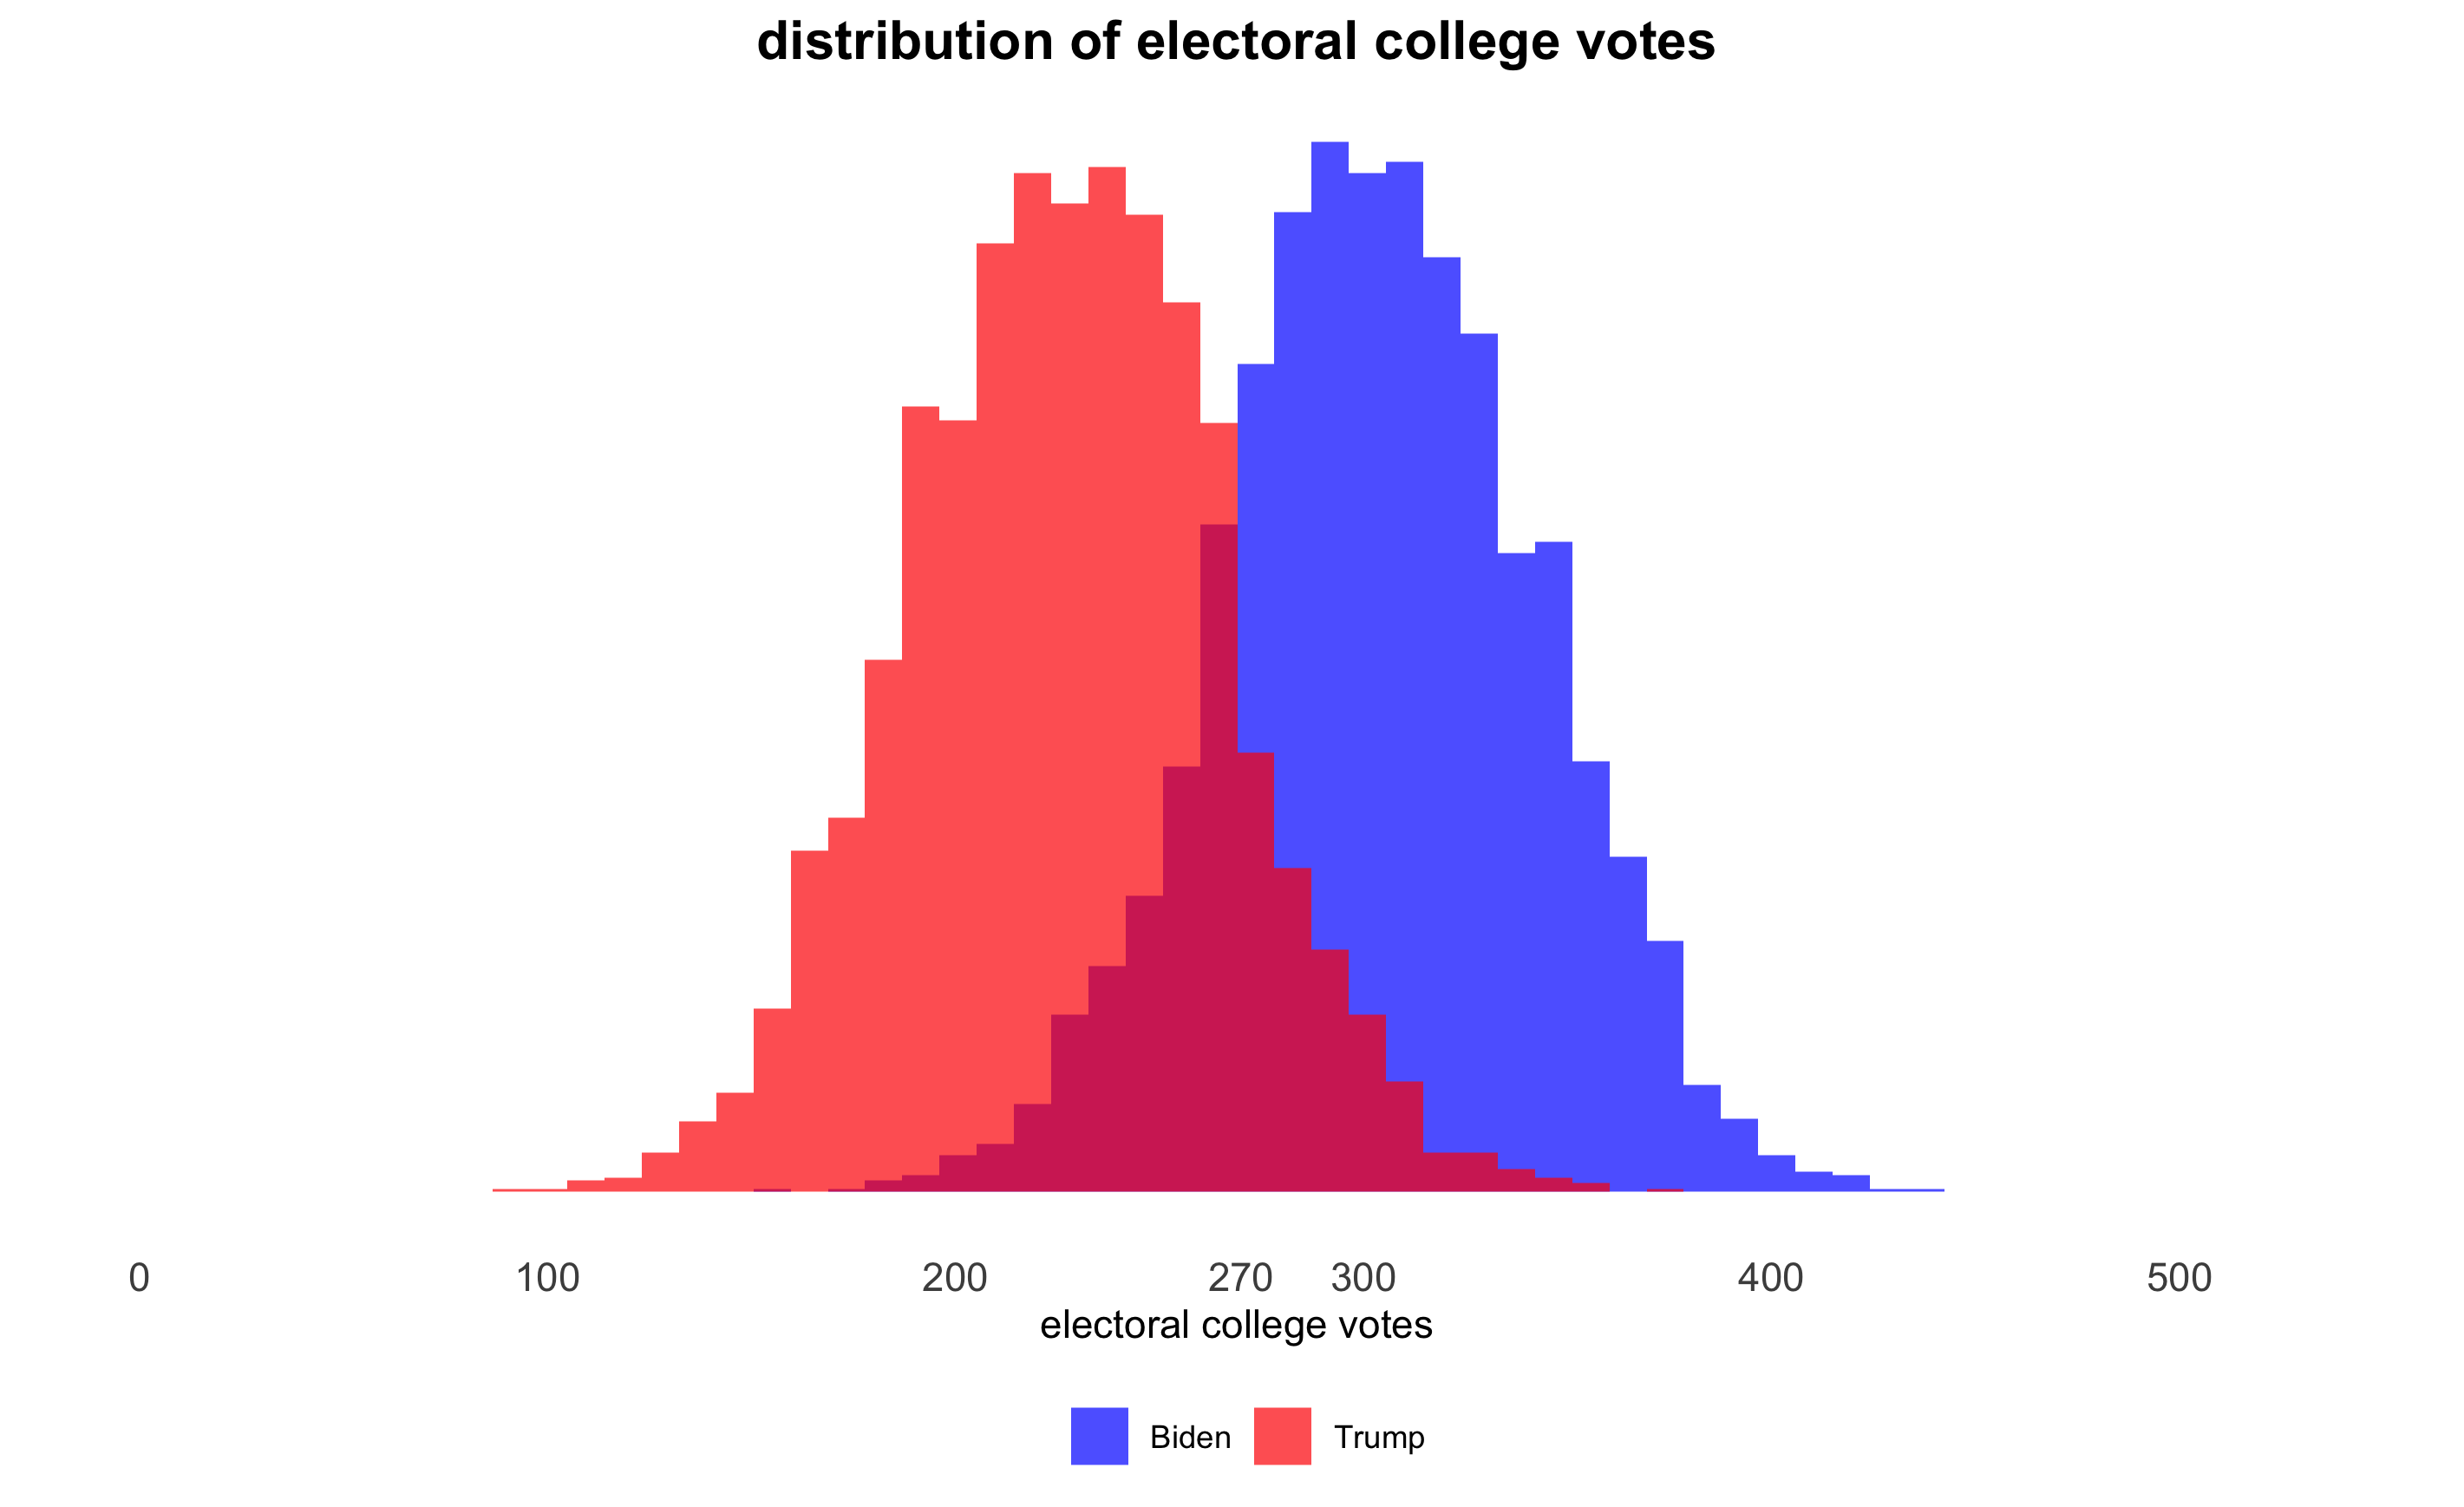 distribution of electoral college votes
0 100 200 270 300 400 500
electoral college votes
Biden Trump